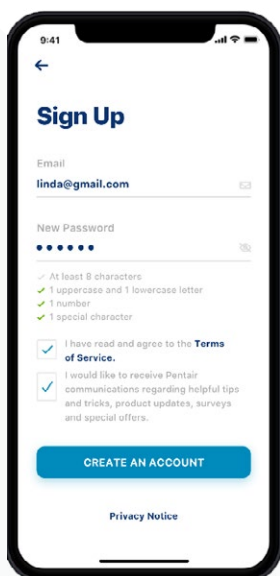 9:41
Sign Up
Email
linda@gmail.com
New Password
At least 8 characters
1 uppercase and 1 lowercase letter
1 number
1 special character
I have read and agree to the Terms
of Service.
I would like to receive Pentair
communications regarding helpful tips
and tricks, product updates, surveys
and special offers.
CREATE AN ACCOUNT
Privacy Notice